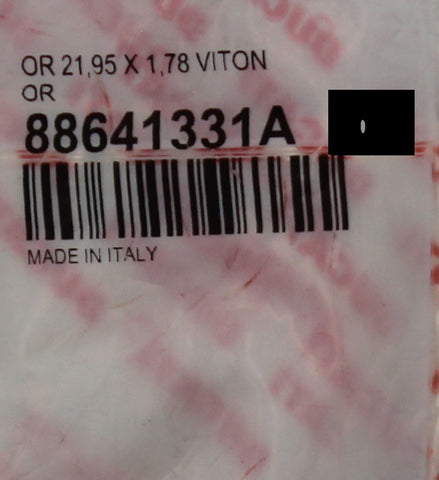 OR 21,95 X 1,78 VITON
OR
88641331A
MADE IN ITALY